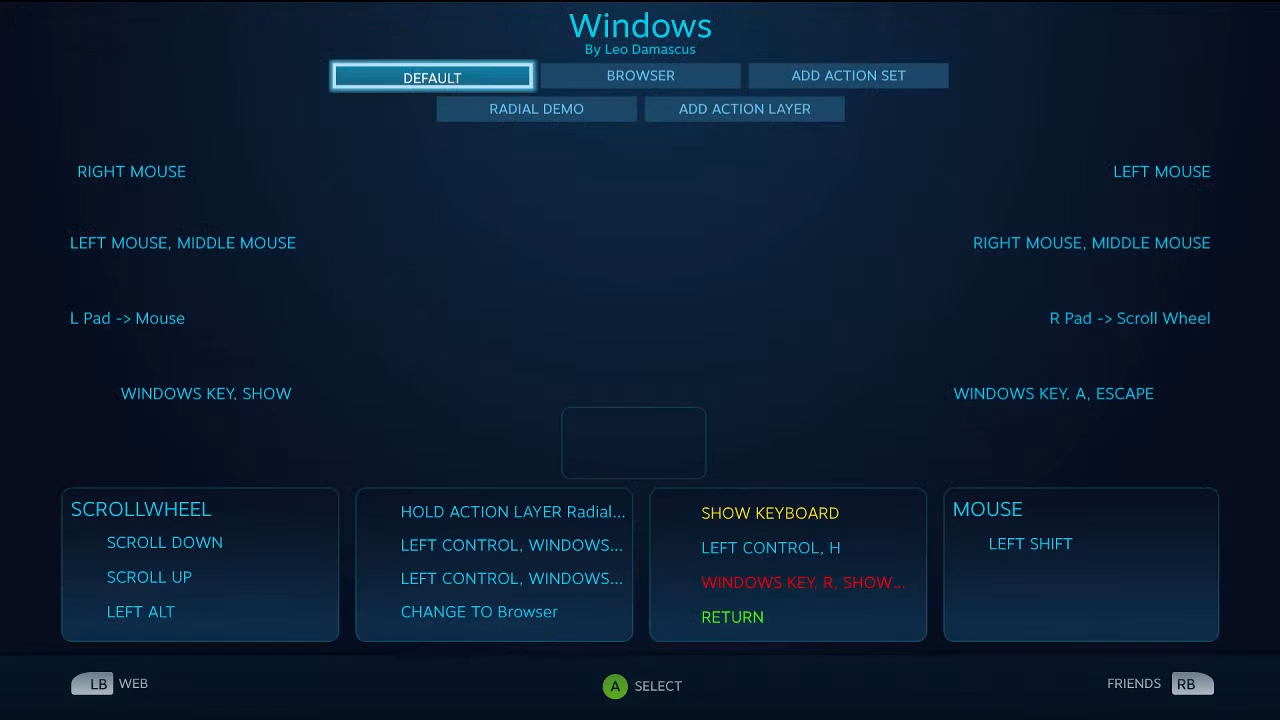 Windows
By Leo Damascus
DEFAULT
BROWSER
ADD ACTION SET
RADIAL DEMO
ADD ACTION LAYER
RIGHT MOUSE
LEFT MOUSE
LEFT MOUSE, MIDDLE MOUSE
RIGHT MOUSE, MIDDLE MOUSE
L Pad -> Mouse
R Pad -> Scroll Wheel
WINDOWS KEY, SHOW
WINDOWS KEY, A, ESCAPE
SCROLLWHEEL
SCROLL DOWN
SCROLL UP
LEFT ALT
HOLD ACTION LAYER Radial...
LEFT CONTROL, WINDOWS...
LEFT CONTROL, WINDOWS...
CHANGE TO Browser
SHOW KEYBOARD
LEFT CONTROL, H
WINDOWS KEY, R, SHOW...
RETURN
MOUSE
LEFT SHIFT
LB WEB
A SELECT
FRIENDS RB